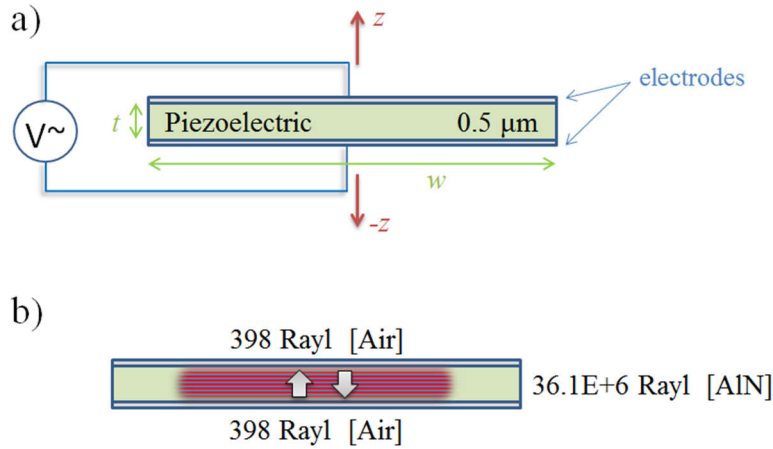 a)
z
electrodes
t
Piezoelectric
0.5 µm
V~
w
-z
b)
398 Rayl [Air]
36.1E+6 Rayl [AlN]
398 Rayl [Air]